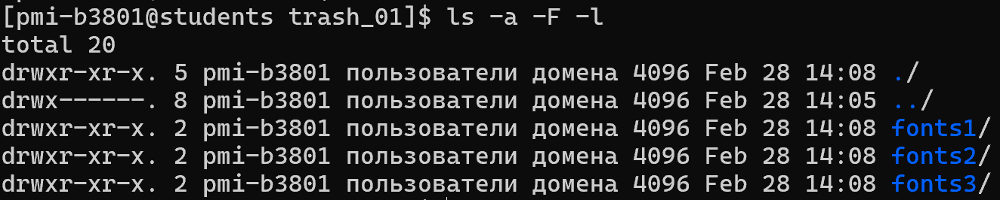 [pmi-b3801@students trash_01]$ ls -a -F -l
total 20
drwxr-xr-x. 5 pmi-b3801 пользователи домена 4096 Feb 28 14:08 ./
drwx------. 8 pmi-b3801 пользователи домена 4096 Feb 28 14:05 ../
drwxr-xr-x. 2 pmi-b3801 пользователи домена 4096 Feb 28 14:08 fonts1/
drwxr-xr-x. 2 pmi-b3801 пользователи домена 4096 Feb 28 14:08 fonts2/
drwxr-xr-x. 2 pmi-b3801 пользователи домена 4096 Feb 28 14:08 fonts3/